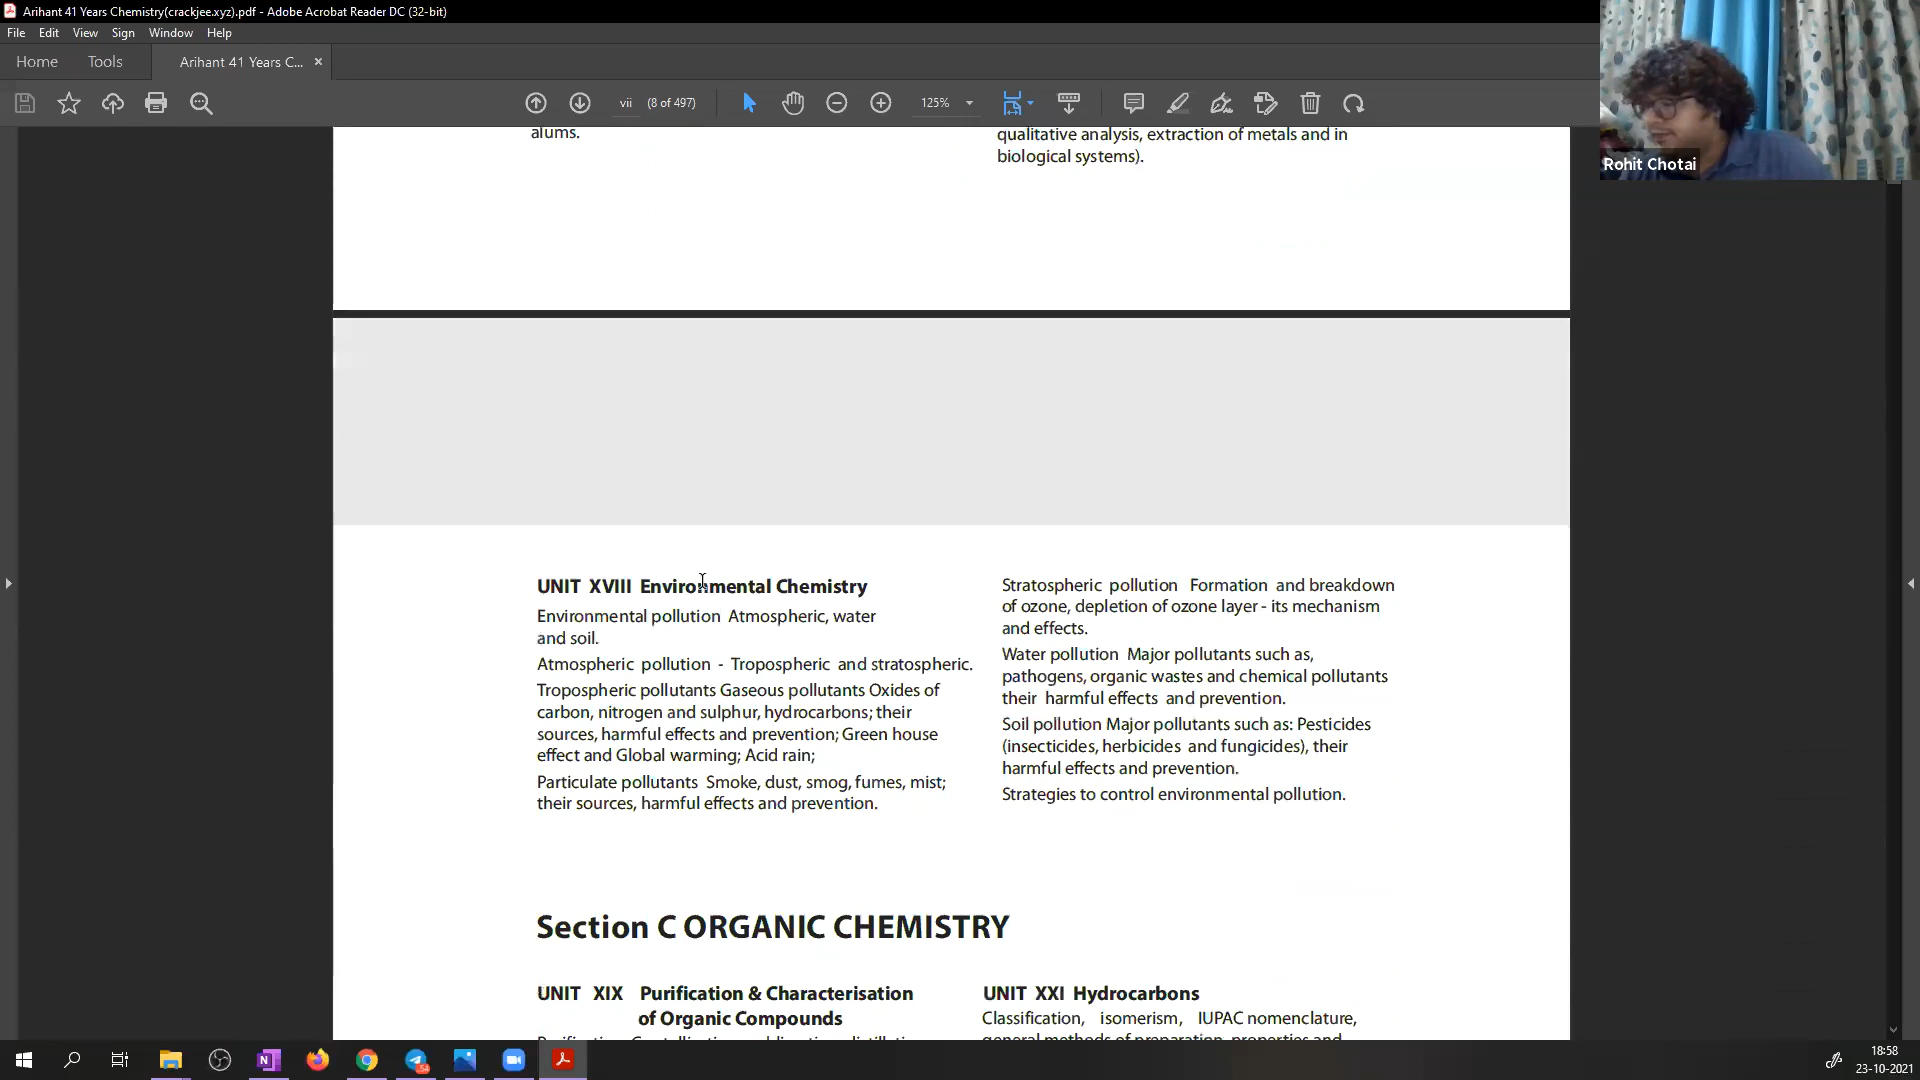 Arihant 41 Years Chemistry(crackjee.xyz).pdf - Adobe Acrobat Reader DC (32-bit)
File Edit View Sign Window Help
Home Tools Arihant 41 Years C... ×
vii (8 of 497) 125%
Rohit Chotai
alums.
qualitative analysis, extraction of metals and in
biological systems).
UNIT XVIII Environmental Chemistry
Environmental pollution Atmospheric, water
and soil.
Atmospheric pollution - Tropospheric and stratospheric.
Tropospheric pollutants Gaseous pollutants Oxides of
carbon, nitrogen and sulphur, hydrocarbons; their
sources, harmful effects and prevention; Green house
effect and Global warming; Acid rain;
Particulate pollutants Smoke, dust, smog, fumes, mist;
their sources, harmful effects and prevention.
Stratospheric pollution Formation and breakdown
of ozone, depletion of ozone layer - its mechanism
and effects.
Water pollution Major pollutants such as,
pathogens, organic wastes and chemical pollutants
their harmful effects and prevention.
Soil pollution Major pollutants such as: Pesticides
(insecticides, herbicides and fungicides), their
harmful effects and prevention.
Strategies to control environmental pollution.
Section C ORGANIC CHEMISTRY
UNIT XIX Purification & Characterisation
of Organic Compounds
UNIT XXI Hydrocarbons
Classification, isomerism, IUPAC nomenclature,
general methods of preparation, properties and
18:58
23-10-2021